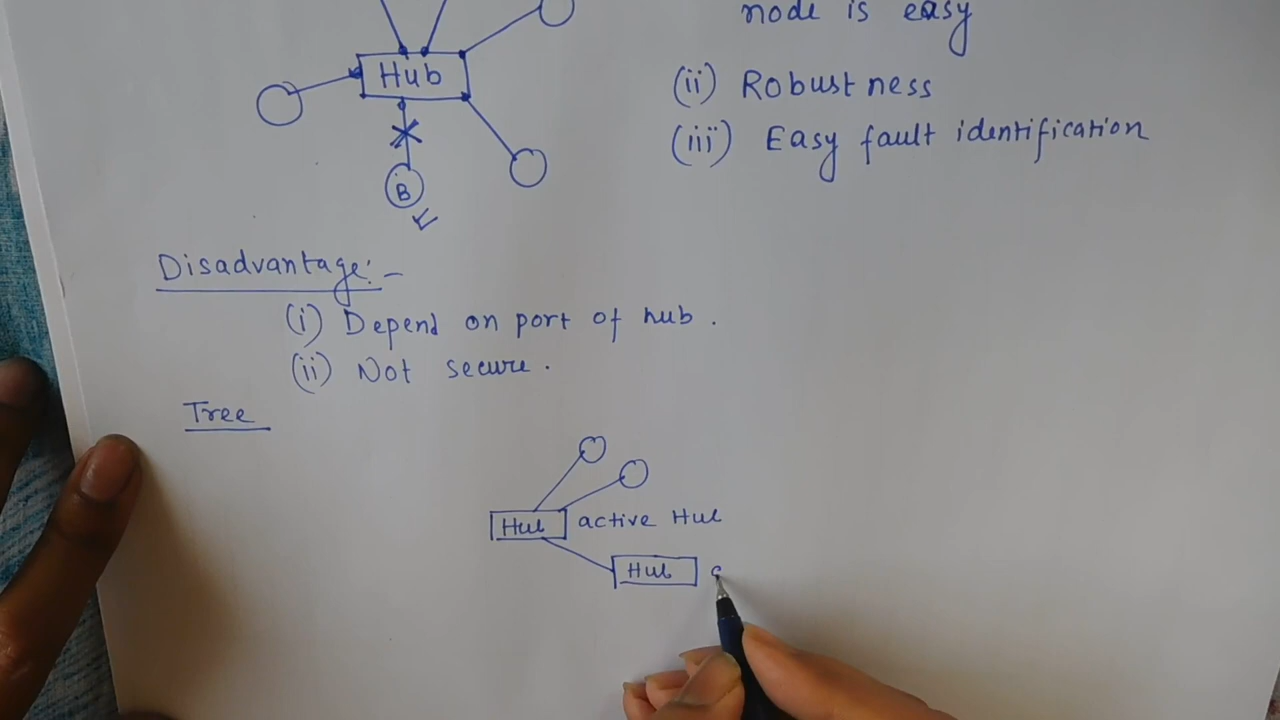 node is easy
Hub
(ii) Robustness
(iii) Easy fault identification
B
Disadvantage:-
(i) Depend on port of hub.
(ii) Not secure.
Tree
Hub active Hub
Hub